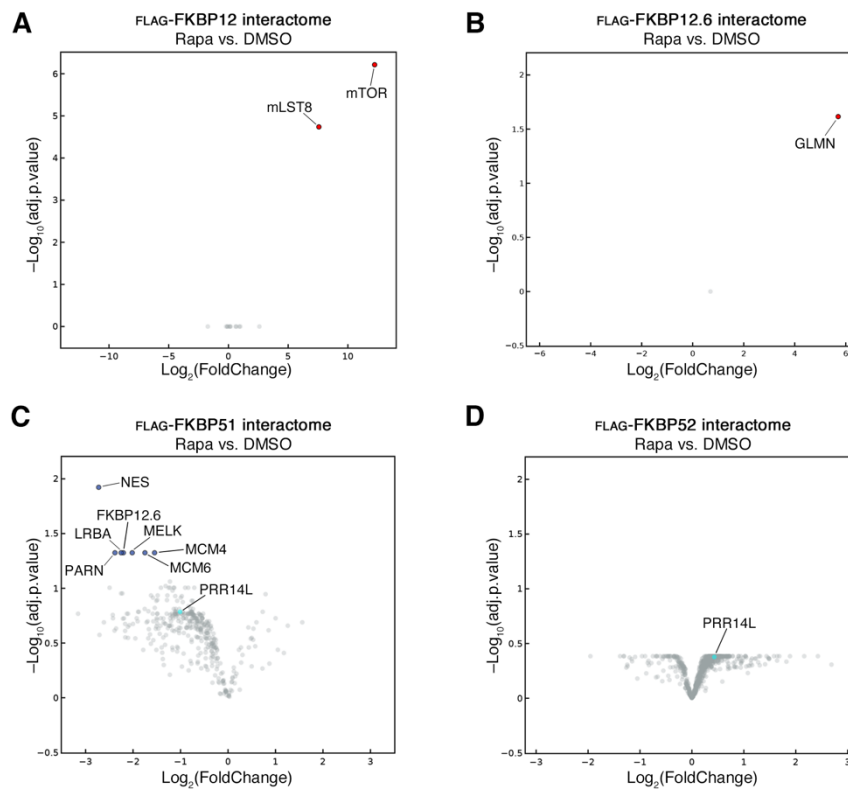 A
FLAG-FKBP12 interactome
Rapa vs. DMSO
6
5
4
3
2
1
0
−10
−5
0
5
10
mTOR
mLST8
−Log10(adj.p.value)
Log2(FoldChange)
B
FLAG-FKBP12.6 interactome
Rapa vs. DMSO
2
1.5
1
0.5
0
−0.5
−6
−4
−2
0
2
4
6
GLMN
−Log10(adj.p.value)
Log2(FoldChange)
C
FLAG-FKBP51 interactome
Rapa vs. DMSO
2
1.5
1
0.5
0
−0.5
−3
−2
−1
0
1
2
3
NES
FKBP12.6
LRBA
MELK
MCM4
PARN
MCM6
PRR14L
−Log10(adj.p.value)
Log2(FoldChange)
D
FLAG-FKBP52 interactome
Rapa vs. DMSO
2
1.5
1
0.5
0
−0.5
−3
−2
−1
0
1
2
3
PRR14L
−Log10(adj.p.value)
Log2(FoldChange)